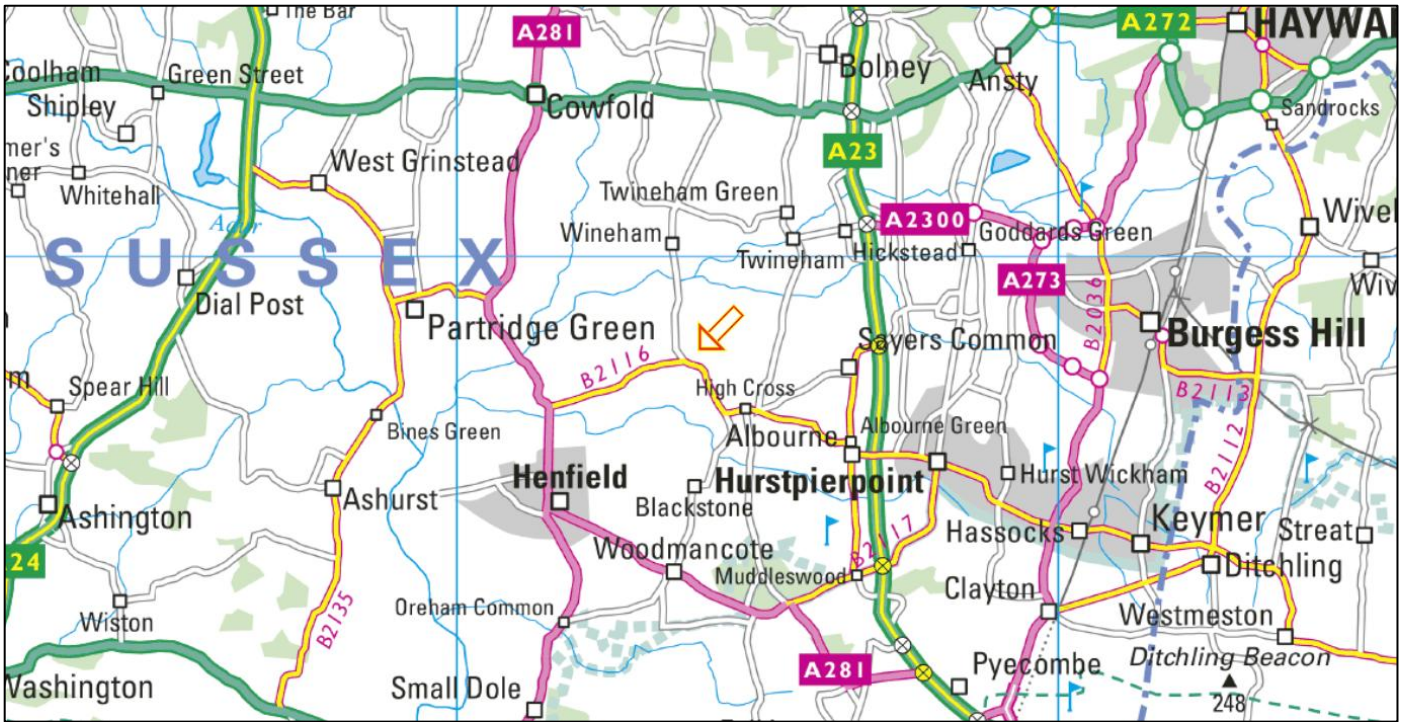 The Bar
A281
A272
HAYWA
Coolham
Green Street
Bolney
Ansty
Shipley
Cowfold
Sandrocks
mer's
ner
West Grinstead
A23
Whitehall
Twineham Green
A2300
Wivel
Adur
Wineham
Goddards Green
SUSSEX
Twineham
Hickstead
Wiv
A273
Dial Post
B2036
Partridge Green
Sayers Common
Burgess Hill
B2116
m
Spear Hill
High Cross
B2113
Bines Green
Albourne
Albourne Green
B2112
Henfield
Hurstpierpoint
Hurst Wickham
Ashurst
Blackstone
Ashington
Hassocks
Keymer
Streat
Woodmancote
B2117
24
Muddleswood
Ditchling
Clayton
Oreham Common
Westmeston
Wiston
B2135
Pyecombe
Ditchling Beacon
A281
Washington
Small Dole
248